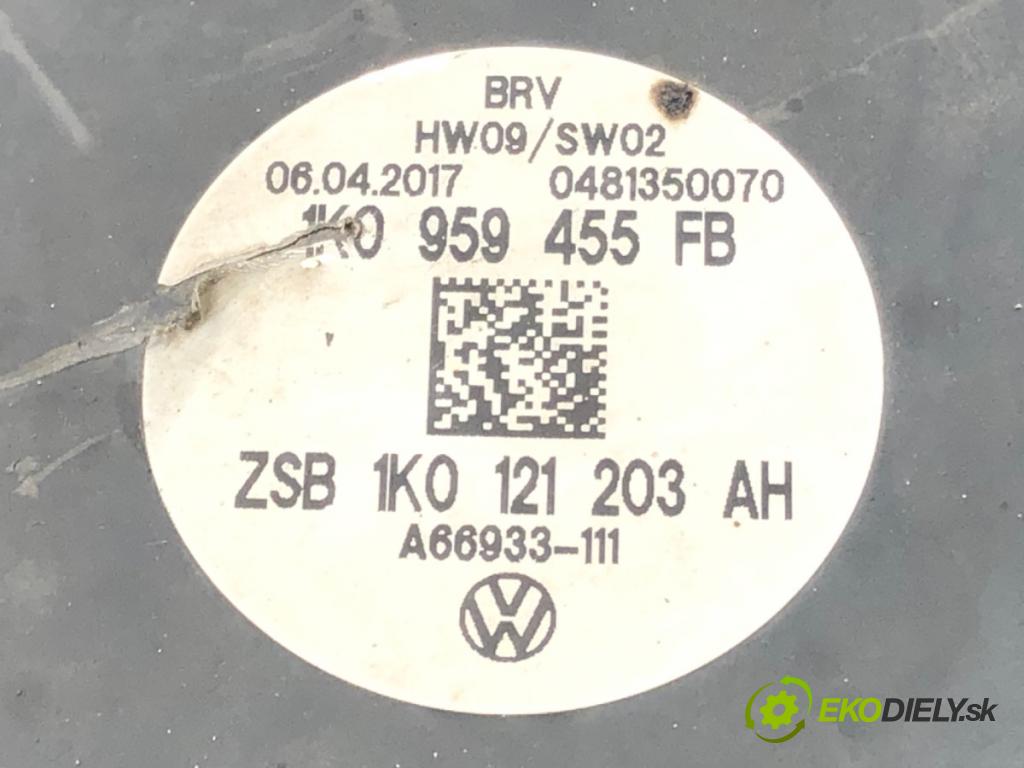 BRV
HW09/SW02
06.04.2017 0481350070
1K0 959 455 FB
ZSB 1K0 121 203 AH
A66933-111
EKODIELY.sk